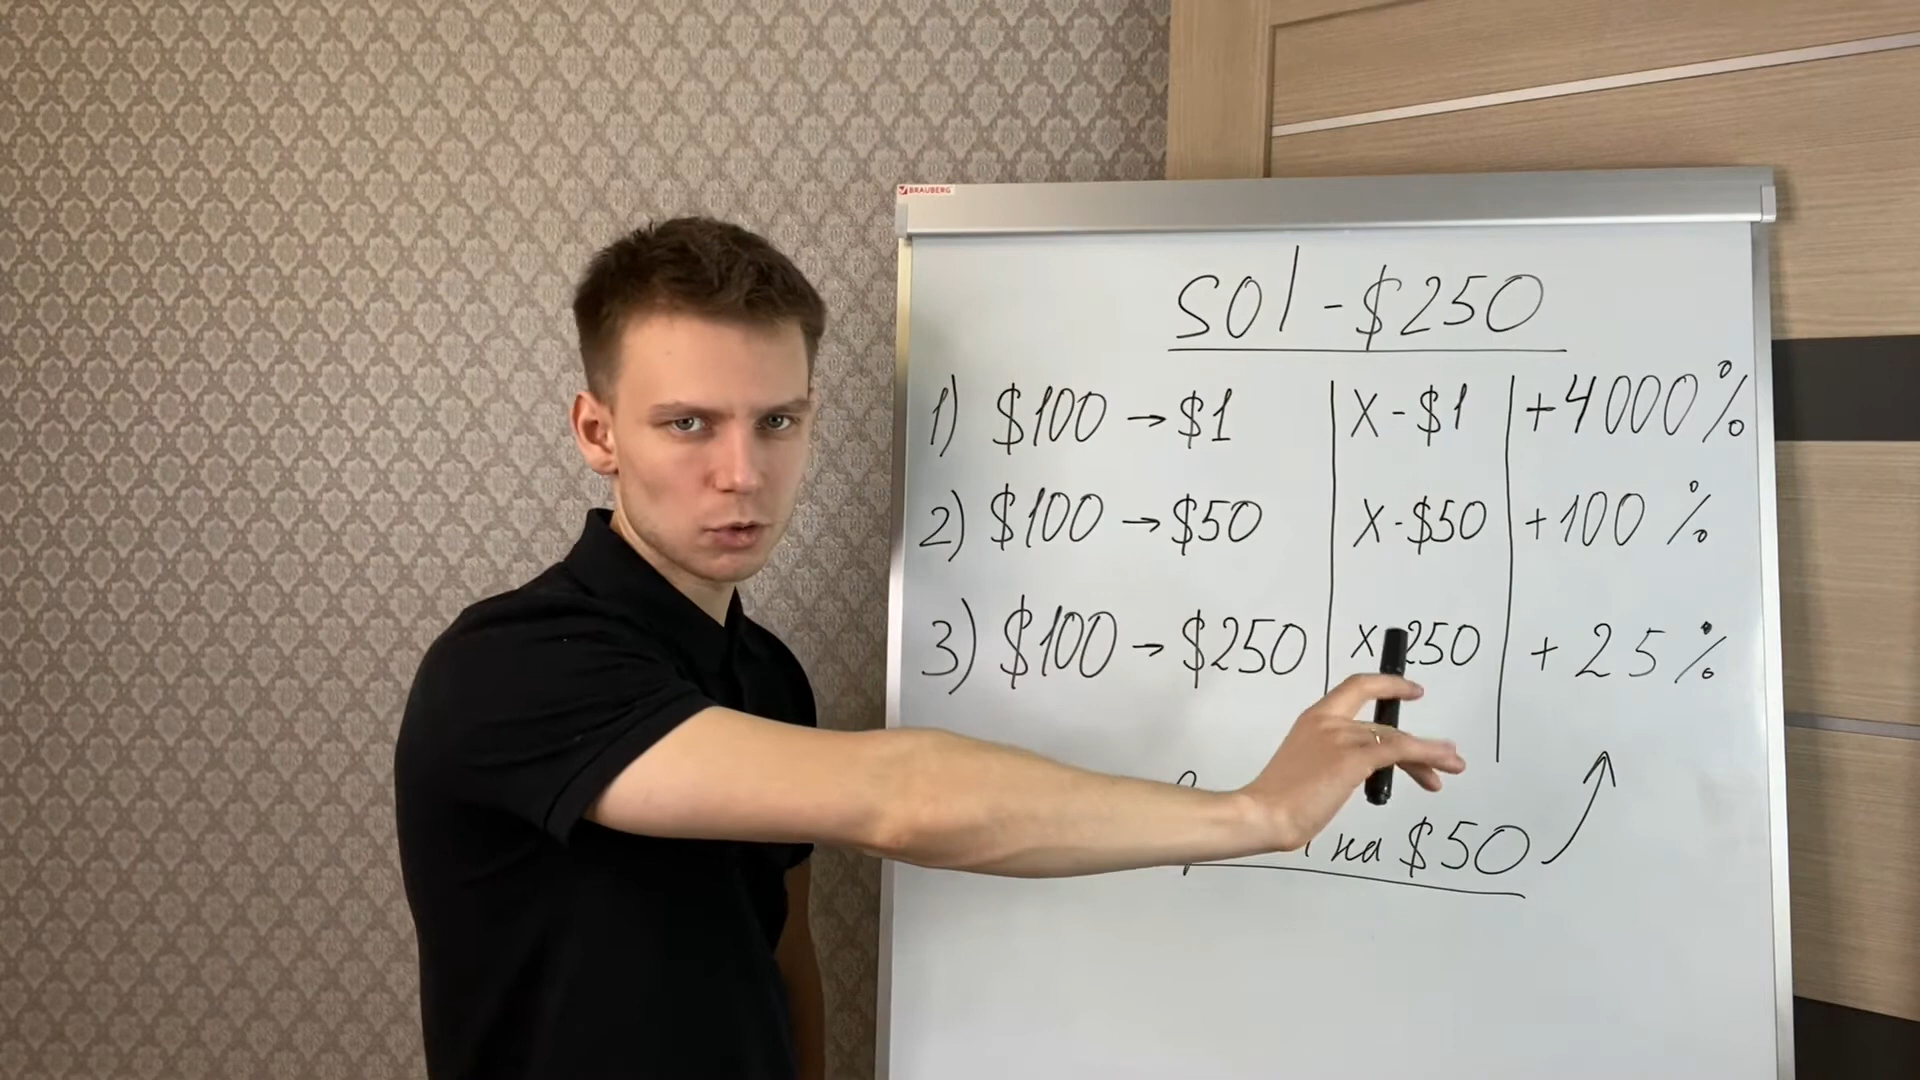 BRAUBERG
SOl - $250
1) $100 → $1 X - $1 +4000%
2) $100 → $50 X - $50 +100 %
3) $100 → $250 X 250 + 25 %
на $50